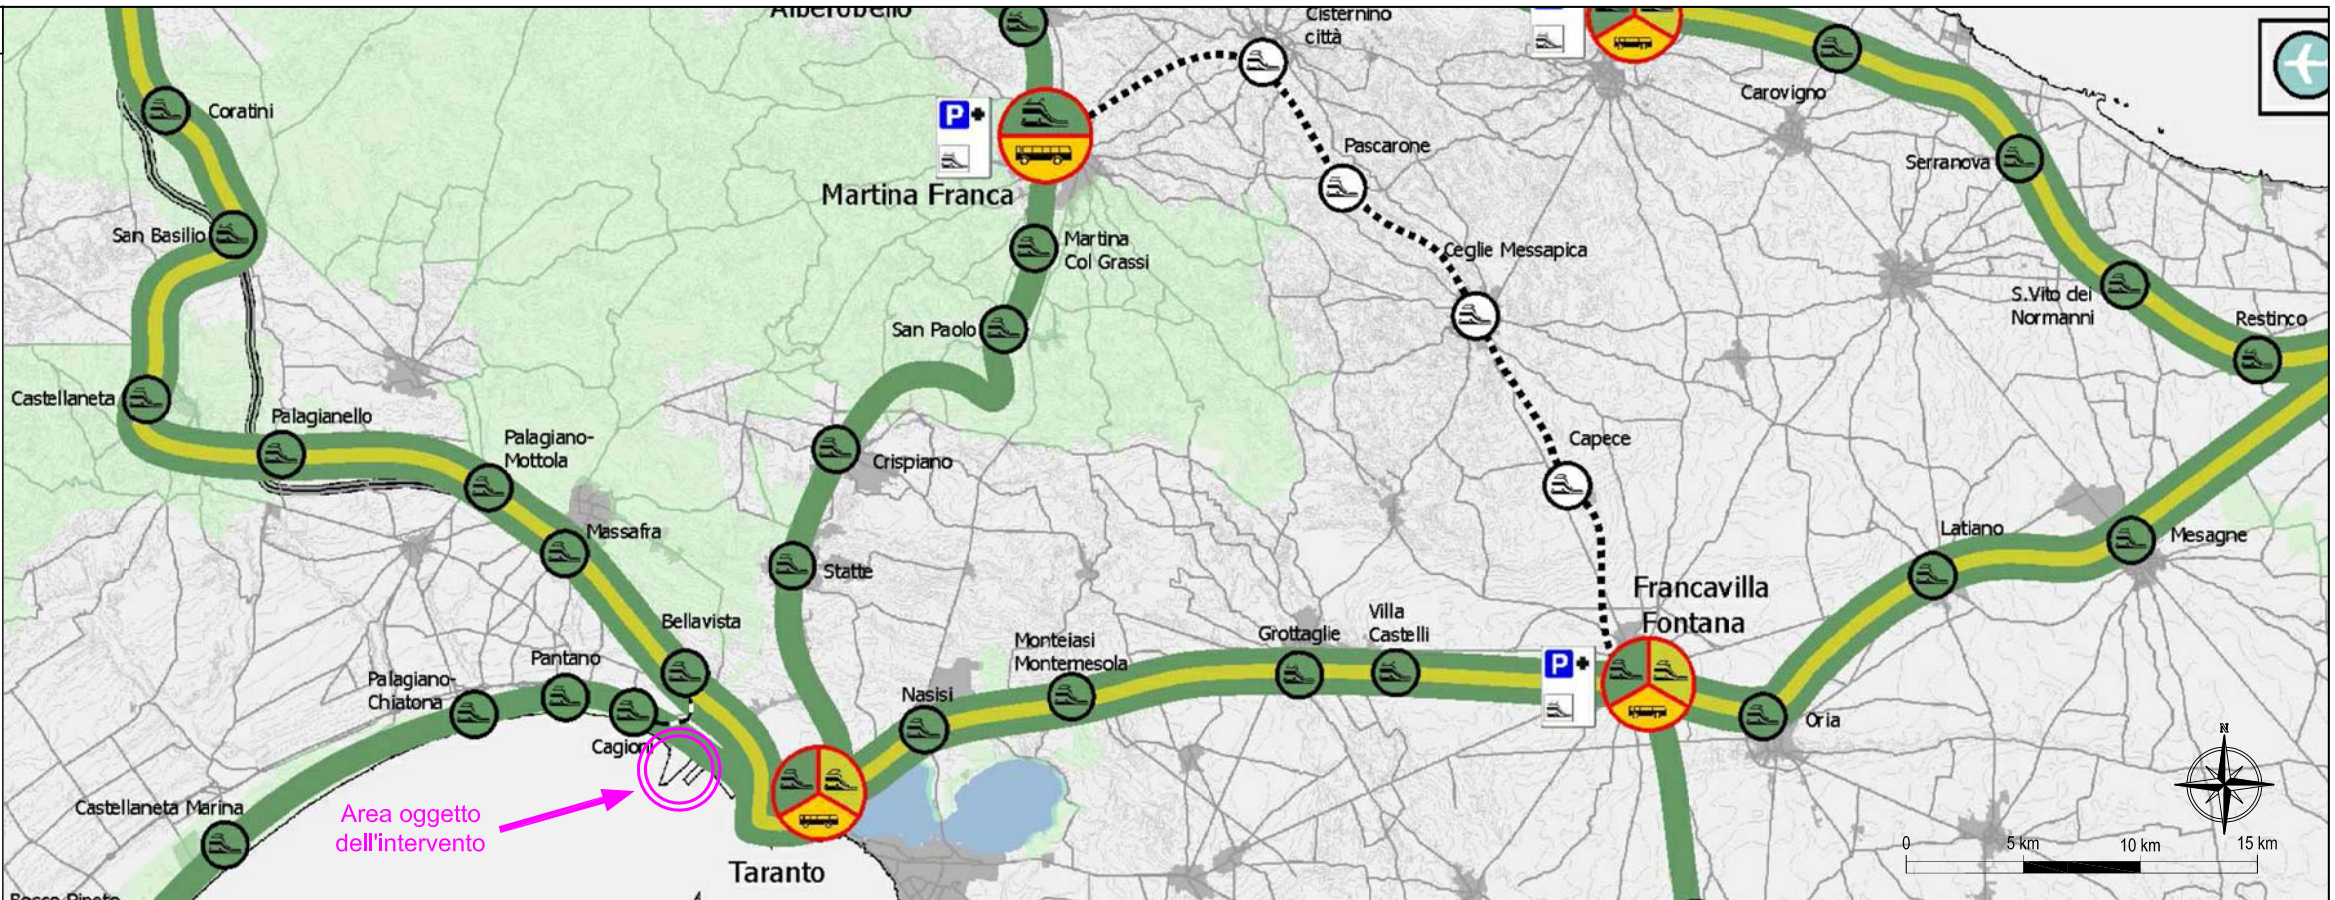 Alberobello
Cisternino
città
Coratini
Carovigno
P+
Pascarone
Serranova
Martina Franca
San Basilio
Martina
Col Grassi
Ceglie Messapica
S.Vito dei
Normanni
Restinco
San Paolo
Castellaneta
Palagianello
Palagiano-
Mottola
Capece
Crispiano
Massafra
Latiano
Mesagne
Statte
Francavilla
Fontana
Bellavista
Villa
Castelli
Grottaglie
Monteiasi
Montemesola
Pantano
P+
Palagiano-
Chiatona
Nasisi
Oria
Cagioni
N
Castellaneta Marina
Area oggetto
dell'intervento
0 5 km 10 km 15 km
Taranto
Bosco Pineto